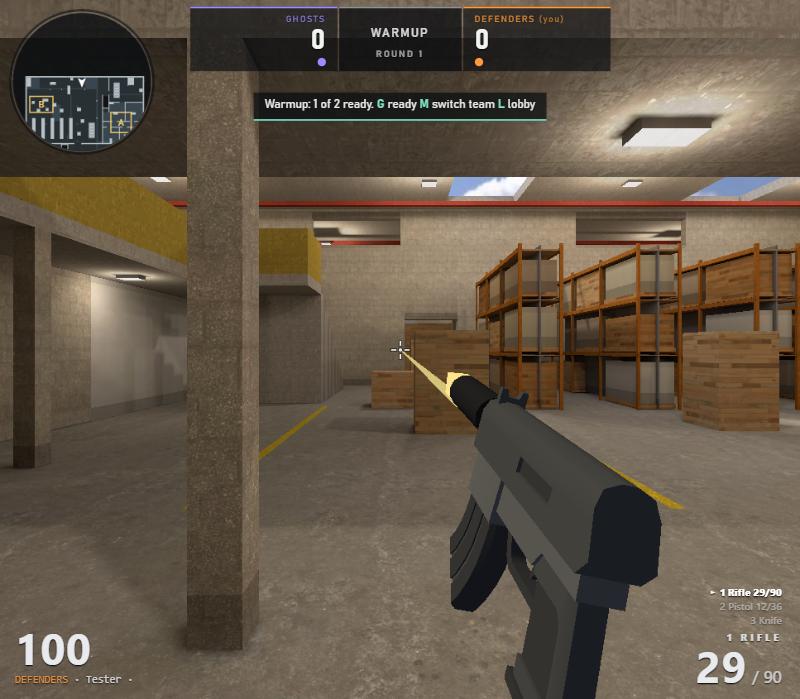 GHOSTS
0
WARMUP
ROUND 1
DEFENDERS (you)
0
Warmup: 1 of 2 ready. G ready M switch team L lobby
B
A
► 1 Rifle 29/90
2 Pistol 12/36
3 Knife
1 RIFLE
29 / 90
100
DEFENDERS · Tester ·